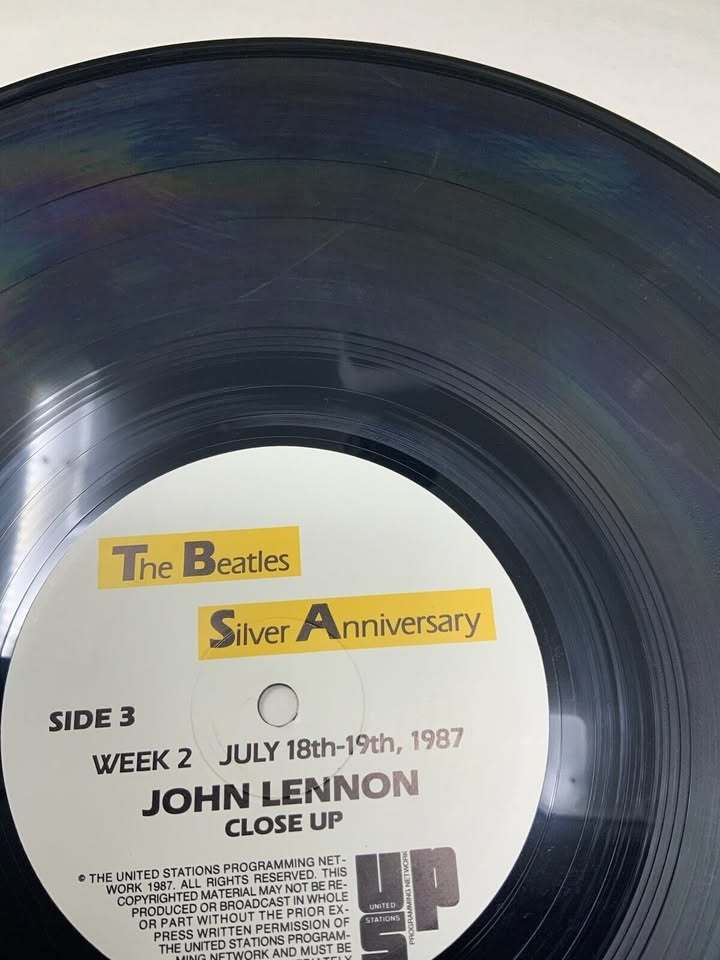 The Beatles
Silver Anniversary
SIDE 3
WEEK 2 JULY 18th-19th, 1987
JOHN LENNON
CLOSE UP
© THE UNITED STATIONS PROGRAMMING NET-
WORK 1987. ALL RIGHTS RESERVED. THIS
COPYRIGHTED MATERIAL MAY NOT BE RE-
PRODUCED OR BROADCAST IN WHOLE
OR PART WITHOUT THE PRIOR EX-
PRESS WRITTEN PERMISSION OF
THE UNITED STATIONS PROGRAM-
MING NETWORK AND MUST BE
up
s
UNITED
STATIONS
PROGRAMMING NETWORK